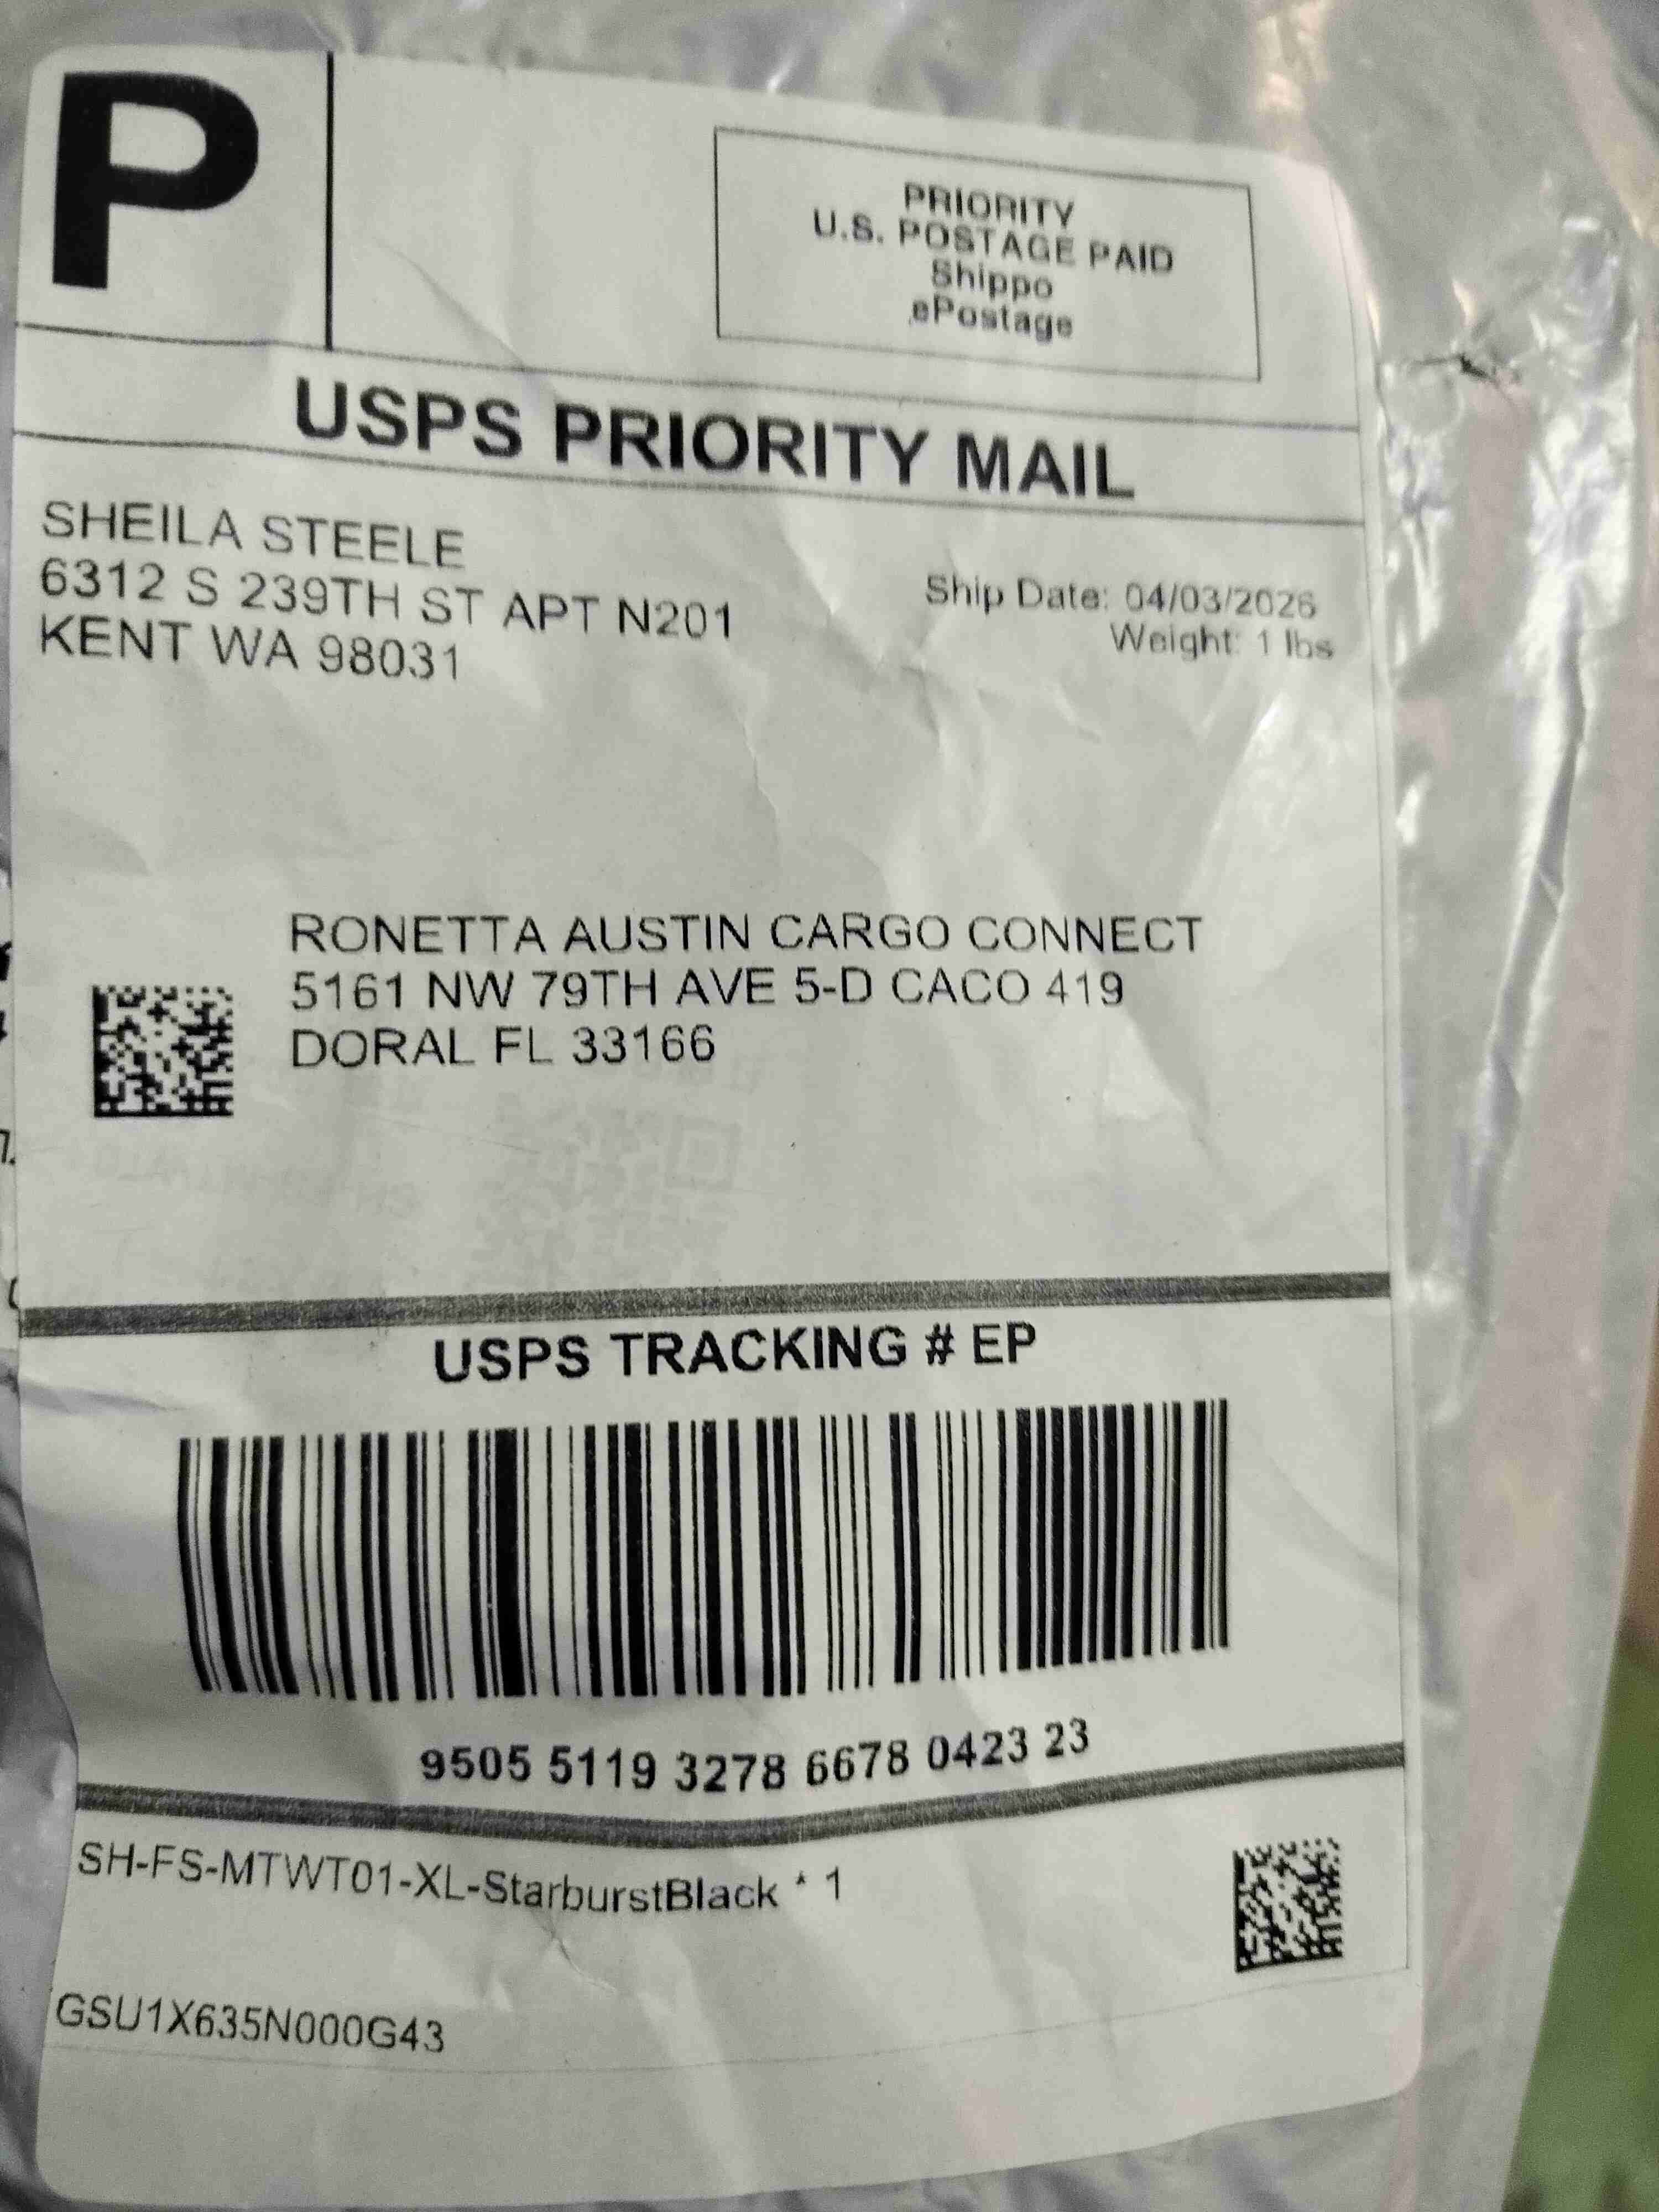 P
PRIORITY
U.S. POSTAGE PAID
Shippo
ePostage
USPS PRIORITY MAIL
SHEILA STEELE
6312 S 239TH ST APT N201
KENT WA 98031
Ship Date: 04/03/2026
Weight: 1 lbs
RONETTA AUSTIN CARGO CONNECT
5161 NW 79TH AVE 5-D CACO 419
DORAL FL 33166
USPS TRACKING # EP
9505 5119 3278 6678 0423 23
SH-FS-MTWT01-XL-StarburstBlack * 1
GSU1X635N000G43